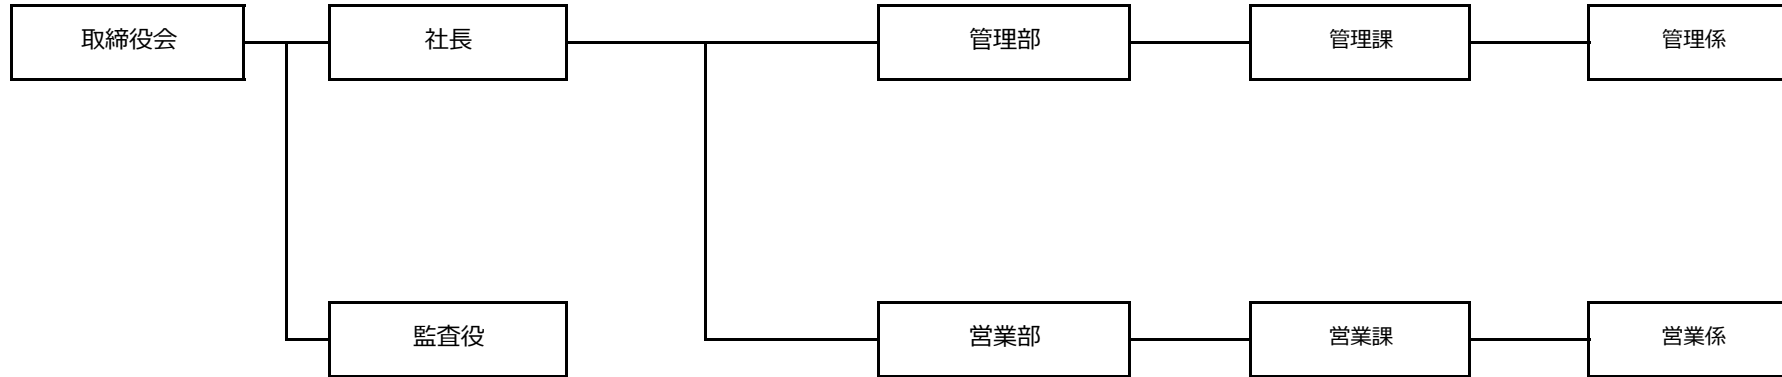 取締役会
社長
管理部
管理課
管理係
監査役
営業部
営業課
営業係